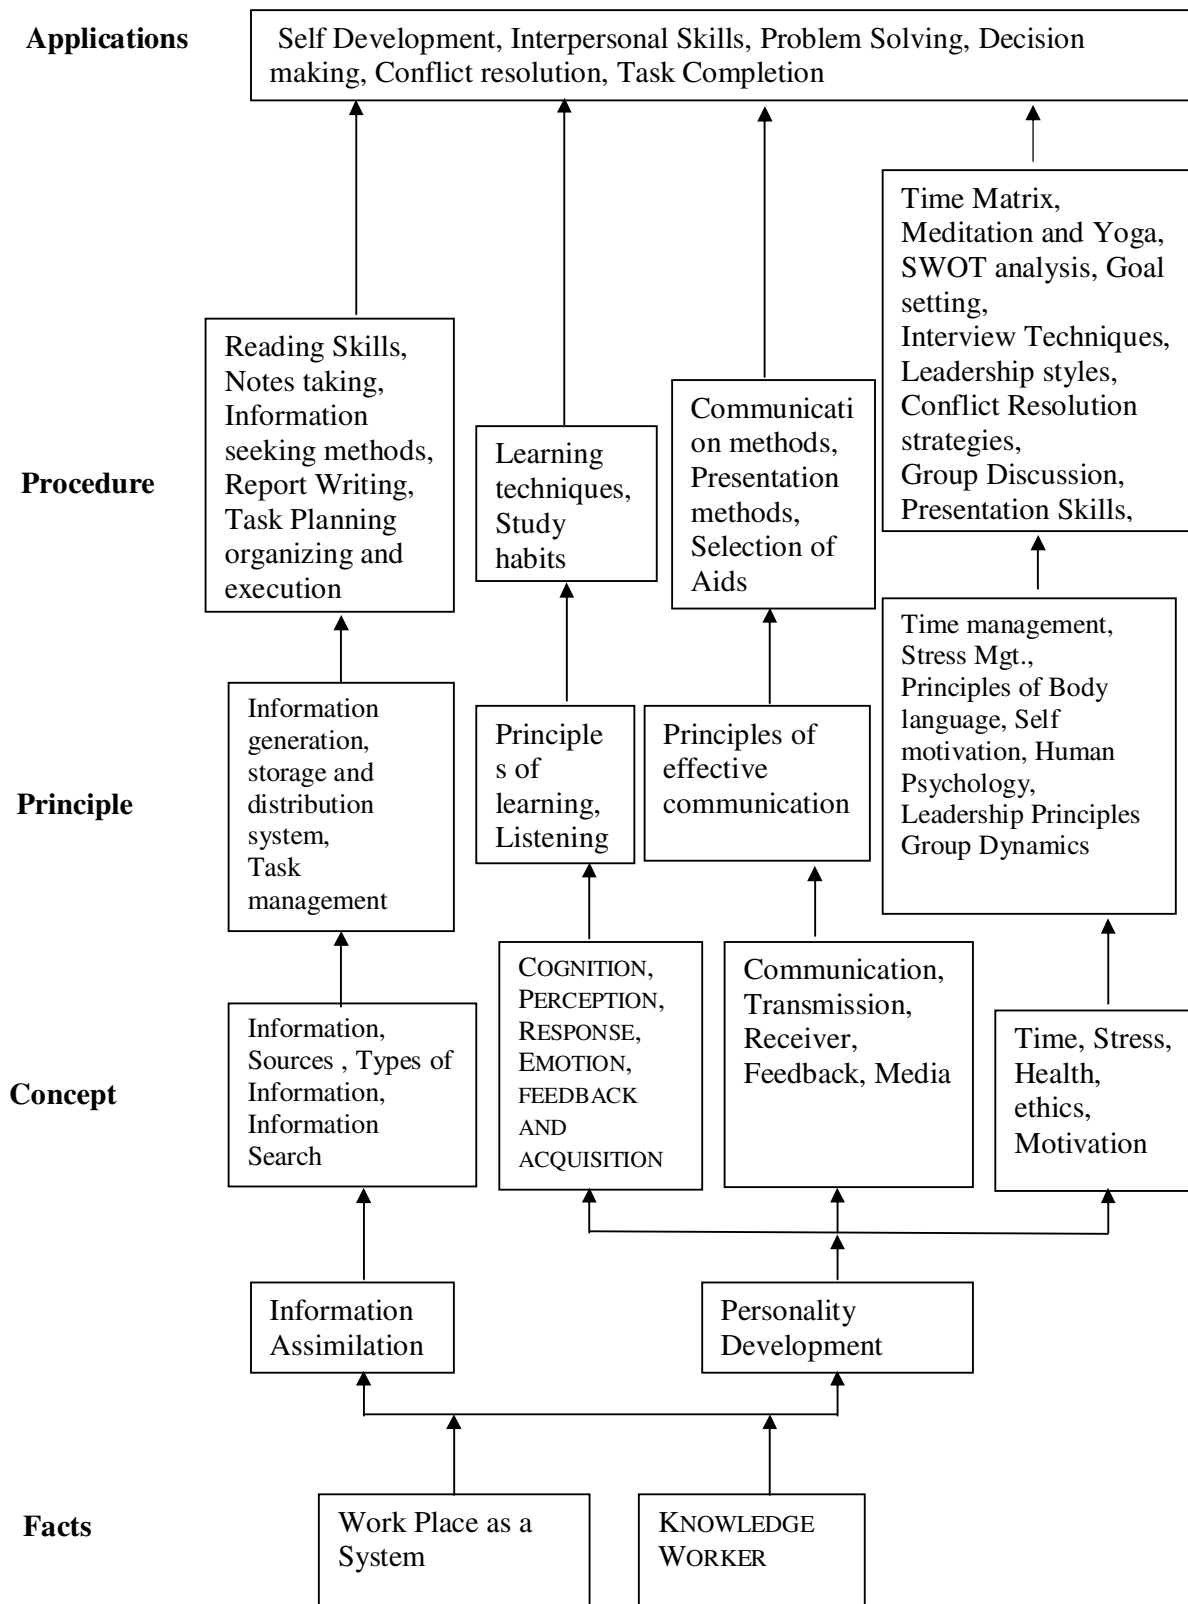 Applications
Self Development, Interpersonal Skills, Problem Solving, Decision
making, Conflict resolution, Task Completion
Time Matrix,
Meditation and Yoga,
SWOT analysis, Goal
setting,
Interview Techniques,
Leadership styles,
Conflict Resolution
strategies,
Group Discussion,
Presentation Skills,
Procedure
Reading Skills,
Notes taking,
Information
seeking methods,
Report Writing,
Task Planning
organizing and
execution
Learning
techniques,
Study
habits
Communicati
on methods,
Presentation
methods,
Selection of
Aids
Principle
Information
generation,
storage and
distribution
system,
Task
management
Principle
s of
learning,
Listening
Principles of
effective
communication
Time management,
Stress Mgt.,
Principles of Body
language, Self
motivation, Human
Psychology,
Leadership Principles
Group Dynamics
Concept
Information,
Sources , Types of
Information,
Information
Search
COGNITION,
PERCEPTION,
RESPONSE,
EMOTION,
FEEDBACK
AND
ACQUISITION
Communication,
Transmission,
Receiver,
Feedback, Media
Time, Stress,
Health,
ethics,
Motivation
Information
Assimilation
Personality
Development
Facts
Work Place as a
System
KNOWLEDGE
WORKER